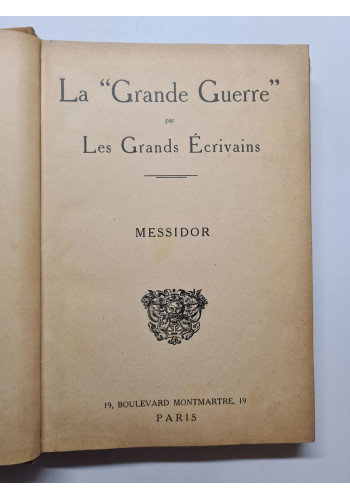 La “Grande Guerre”
par
Les Grands Écrivains
MESSIDOR
19, BOULEVARD MONTMARTRE, 19
PARIS